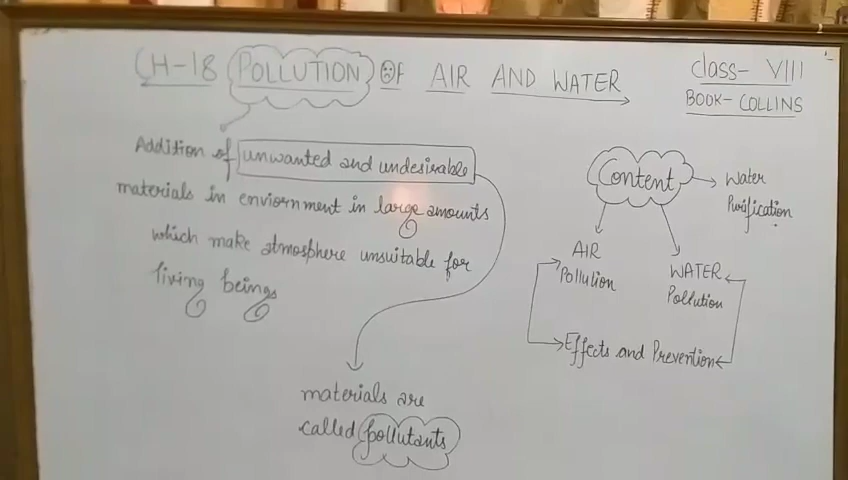 CH-18 POLLUTION OF AIR AND WATER
class- VIII
BOOK- COLLINS
Addition of unwanted and undesirable
materials in enviornment in large amounts
which make atmosphere unsuitable for
living beings
materials are
called pollutants
Content
Water
Purification
AIR
Pollution
WATER
Pollution
Effects and Prevention